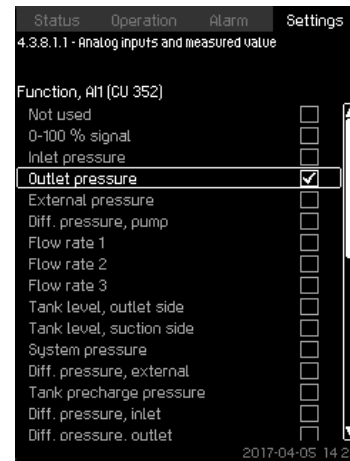 Status Operation Alarm Settings
4.3.8.1.1 - Analog inputs and measured value
Function, AI1 (CU 352)
Not used
0-100 % signal
Inlet pressure
Outlet pressure
External pressure
Diff. pressure, pump
Flow rate 1
Flow rate 2
Flow rate 3
Tank level, outlet side
Tank level, suction side
System pressure
Diff. pressure, external
Tank precharge pressure
Diff. pressure, inlet
Diff. pressure, outlet
2017-04-05 14